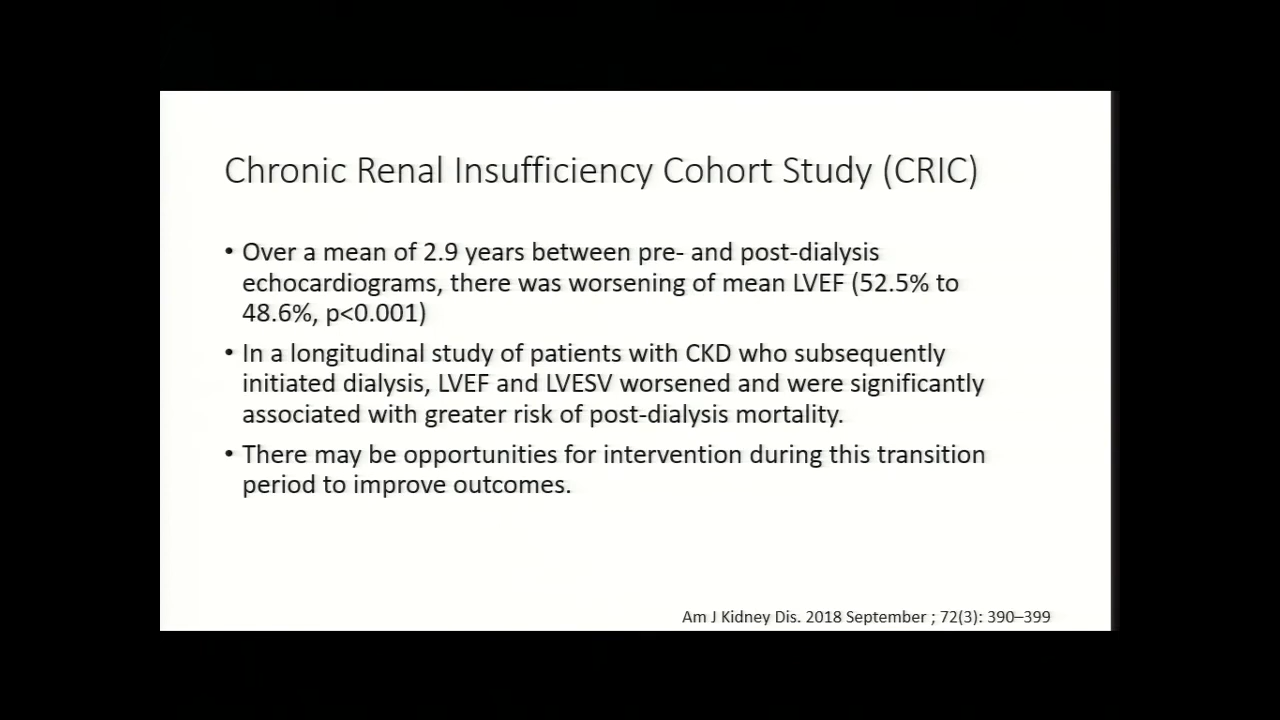 Chronic Renal Insufficiency Cohort Study (CRIC)
• Over a mean of 2.9 years between pre- and post-dialysis
echocardiograms, there was worsening of mean LVEF (52.5% to
48.6%, p<0.001)
• In a longitudinal study of patients with CKD who subsequently
initiated dialysis, LVEF and LVESV worsened and were significantly
associated with greater risk of post-dialysis mortality.
• There may be opportunities for intervention during this transition
period to improve outcomes.
Am J Kidney Dis. 2018 September ; 72(3): 390–399